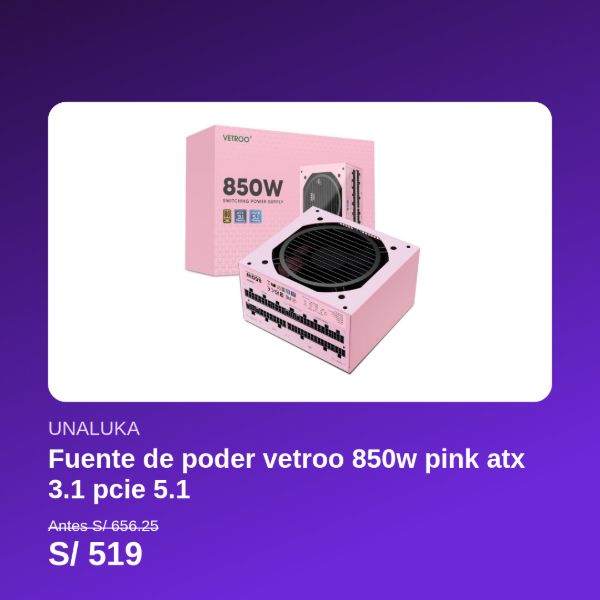 VETROO
850W
SWITCHING POWER SUPPLY
UNALUKA
Fuente de poder vetroo 850w pink atx
3.1 pcie 5.1
Antes S/ 656.25
S/ 519